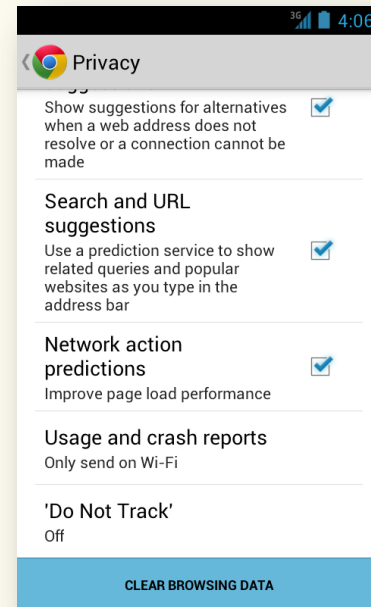 3G 4:06
Privacy
Show suggestions for alternatives
when a web address does not
resolve or a connection cannot be
made
Search and URL
suggestions
Use a prediction service to show
related queries and popular
websites as you type in the
address bar
Network action
predictions
Improve page load performance
Usage and crash reports
Only send on Wi-Fi
'Do Not Track'
Off
CLEAR BROWSING DATA